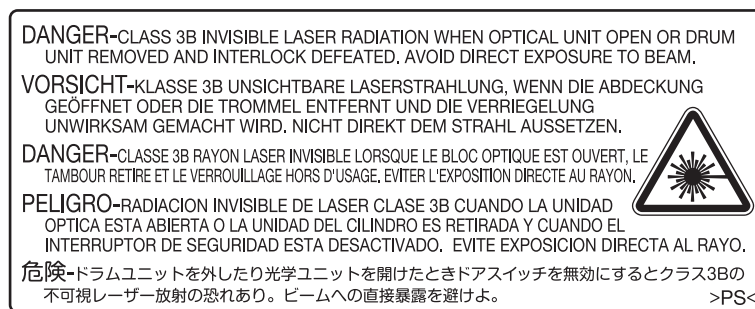 DANGER-CLASS 3B INVISIBLE LASER RADIATION WHEN OPTICAL UNIT OPEN OR DRUM
UNIT REMOVED AND INTERLOCK DEFEATED. AVOID DIRECT EXPOSURE TO BEAM.
VORSICHT-KLASSE 3B UNSICHTBARE LASERSTRAHLUNG, WENN DIE ABDECKUNG
GEÖFFNET ODER DIE TROMMEL ENTFERNT UND DIE VERRIEGELUNG
UNWIRKSAM GEMACHT WIRD. NICHT DIREKT DEM STRAHL AUSSETZEN.
DANGER-CLASSE 3B RAYON LASER INVISIBLE LORSQUE LE BLOC OPTIQUE EST OUVERT, LE
TAMBOUR RETIRE ET LE VERROUILLAGE HORS D'USAGE. EVITER L'EXPOSITION DIRECTE AU RAYON.
PELIGRO-RADIACION INVISIBLE DE LASER CLASE 3B CUANDO LA UNIDAD
OPTICA ESTA ABIERTA O LA UNIDAD DEL CILINDRO ES RETIRADA Y CUANDO EL
INTERRUPTOR DE SEGURIDAD ESTA DESACTIVADO. EVITE EXPOSICION DIRECTA AL RAYO.
危険-ドラムユニットを外したり光学ユニットを開けたときドアスイッチを無効にするとクラス3Bの
不可視レーザー放射の恐れあり。ビームへの直接暴露を避けよ。 >PS<